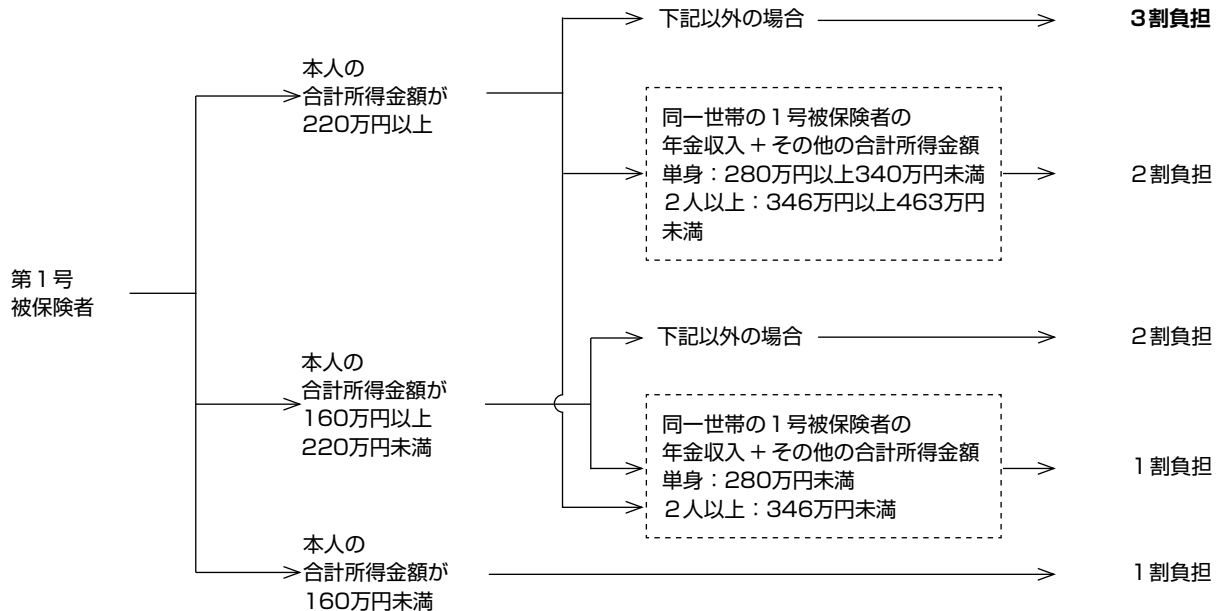 第１号
被保険者
本人の
合計所得金額が
220万円以上
下記以外の場合
３割負担
同一世帯の１号被保険者の
年金収入＋その他の合計所得金額
単身：280万円以上340万円未満
２人以上：346万円以上463万円
未満
２割負担
本人の
合計所得金額が
160万円以上
220万円未満
下記以外の場合
２割負担
同一世帯の１号被保険者の
年金収入＋その他の合計所得金額
単身：280万円未満
２人以上：346万円未満
１割負担
本人の
合計所得金額が
160万円未満
１割負担